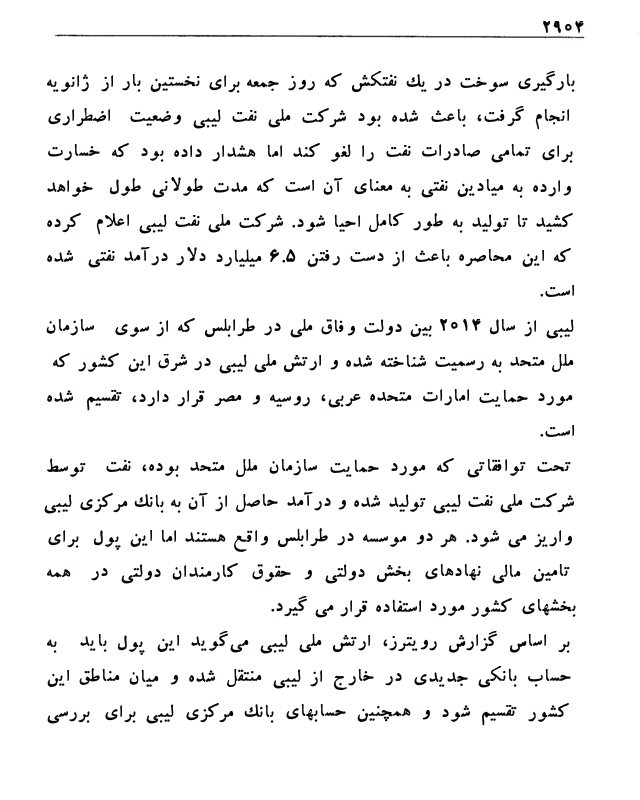 ۲۹۰۴
بارگیری سوخت در یك نفتکش که روز جمعه برای نخستین بار از ژانویه
انجام گرفت، باعث شده بود شرکت ملی نفت لیبی وضعیت اضطراری
برای تمامی صادرات نفت را لغو کند اما هشدار داده بود که خسارت
وارده به میادین نفتی به معنای آن است که مدت طولانی طول خواهد
کشید تا تولید به طور کامل احیا شود. شرکت ملی نفت لیبی اعلام کرده
که این محاصره باعث از دست رفتن ۶.۵ میلیارد دلار درآمد نفتی شده
است.
لیبی از سال ۲۰۱۴ بین دولت وفاق ملی در طرابلس که از سوی سازمان
ملل متحد به رسمیت شناخته شده و ارتش ملی لیبی در شرق این کشور که
مورد حمایت امارات متحده عربی، روسیه و مصر قرار دارد، تقسیم شده
است.
تحت توافقاتی که مورد حمایت سازمان ملل متحد بوده، نفت توسط
شرکت ملی نفت لیبی تولید شده و درآمد حاصل از آن به بانك مرکزی لیبی
واریز می شود. هر دو موسسه در طرابلس واقع هستند اما این پول برای
تامین مالی نهادهای بخش دولتی و حقوق کارمندان دولتی در همه
بخشهای کشور مورد استفاده قرار می گیرد.
بر اساس گزارش رویترز، ارتش ملی لیبی می‌گوید این پول باید به
حساب بانکی جدیدی در خارج از لیبی منتقل شده و میان مناطق این
کشور تقسیم شود و همچنین حسابهای بانك مرکزی لیبی برای بررسی